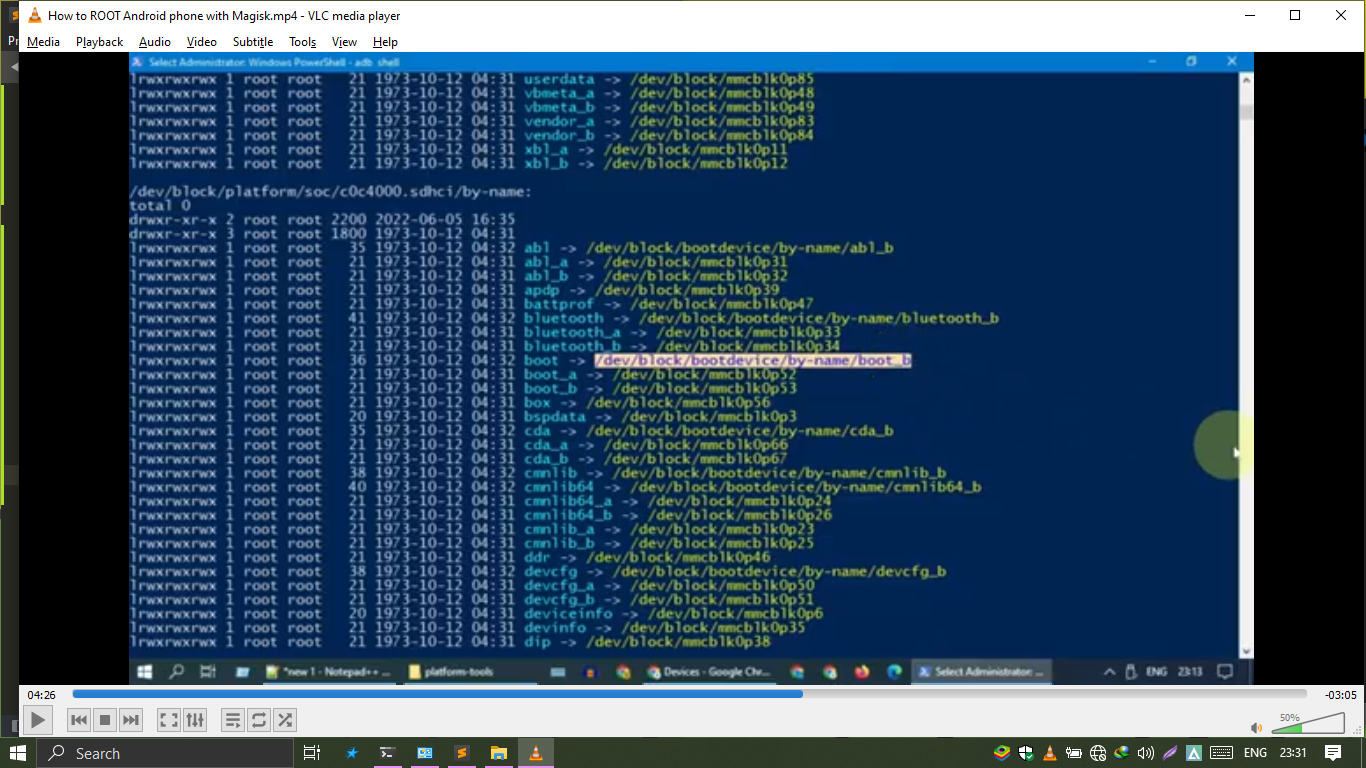 How to ROOT Android phone with Magisk.mp4 - VLC media player
Media Playback Audio Video Subtitle Tools View Help
Select Administrator: Windows PowerShell - adb shell
lrwxrwxrwx 1 root root 21 1973-10-12 04:31 userdata -> /dev/block/mmcblk0p85
lrwxrwxrwx 1 root root 21 1973-10-12 04:31 vbmeta_a -> /dev/block/mmcblk0p48
lrwxrwxrwx 1 root root 21 1973-10-12 04:31 vbmeta_b -> /dev/block/mmcblk0p49
lrwxrwxrwx 1 root root 21 1973-10-12 04:31 vendor_a -> /dev/block/mmcblk0p83
lrwxrwxrwx 1 root root 21 1973-10-12 04:31 vendor_b -> /dev/block/mmcblk0p84
lrwxrwxrwx 1 root root 21 1973-10-12 04:31 xbl_a -> /dev/block/mmcblk0p11
lrwxrwxrwx 1 root root 21 1973-10-12 04:31 xbl_b -> /dev/block/mmcblk0p12
/dev/block/platform/soc/c0c4000.sdhci/by-name:
total 0
drwxr-xr-x 2 root root 2200 2022-06-05 16:35
drwxr-xr-x 3 root root 1800 1973-10-12 04:31
lrwxrwxrwx 1 root root 35 1973-10-12 04:32 abl -> /dev/block/bootdevice/by-name/abl_b
lrwxrwxrwx 1 root root 21 1973-10-12 04:31 abl_a -> /dev/block/mmcblk0p31
lrwxrwxrwx 1 root root 21 1973-10-12 04:31 abl_b -> /dev/block/mmcblk0p32
lrwxrwxrwx 1 root root 21 1973-10-12 04:31 apdp -> /dev/block/mmcblk0p39
lrwxrwxrwx 1 root root 21 1973-10-12 04:31 battprof -> /dev/block/mmcblk0p47
lrwxrwxrwx 1 root root 41 1973-10-12 04:32 bluetooth -> /dev/block/bootdevice/by-name/bluetooth_b
lrwxrwxrwx 1 root root 21 1973-10-12 04:31 bluetooth_a -> /dev/block/mmcblk0p33
lrwxrwxrwx 1 root root 21 1973-10-12 04:31 bluetooth_b -> /dev/block/mmcblk0p34
lrwxrwxrwx 1 root root 36 1973-10-12 04:32 boot -> /dev/block/bootdevice/by-name/boot_b
lrwxrwxrwx 1 root root 21 1973-10-12 04:31 boot_a -> /dev/block/mmcblk0p52
lrwxrwxrwx 1 root root 21 1973-10-12 04:31 boot_b -> /dev/block/mmcblk0p53
lrwxrwxrwx 1 root root 21 1973-10-12 04:31 box -> /dev/block/mmcblk0p56
lrwxrwxrwx 1 root root 20 1973-10-12 04:31 bspdata -> /dev/block/mmcblk0p3
lrwxrwxrwx 1 root root 35 1973-10-12 04:32 cda -> /dev/block/bootdevice/by-name/cda_b
lrwxrwxrwx 1 root root 21 1973-10-12 04:31 cda_a -> /dev/block/mmcblk0p66
lrwxrwxrwx 1 root root 21 1973-10-12 04:31 cda_b -> /dev/block/mmcblk0p67
lrwxrwxrwx 1 root root 38 1973-10-12 04:32 cmnlib -> /dev/block/bootdevice/by-name/cmnlib_b
lrwxrwxrwx 1 root root 40 1973-10-12 04:32 cmnlib64 -> /dev/block/bootdevice/by-name/cmnlib64_b
lrwxrwxrwx 1 root root 21 1973-10-12 04:31 cmnlib64_a -> /dev/block/mmcblk0p24
lrwxrwxrwx 1 root root 21 1973-10-12 04:31 cmnlib64_b -> /dev/block/mmcblk0p26
lrwxrwxrwx 1 root root 21 1973-10-12 04:31 cmnlib_a -> /dev/block/mmcblk0p23
lrwxrwxrwx 1 root root 21 1973-10-12 04:31 cmnlib_b -> /dev/block/mmcblk0p25
lrwxrwxrwx 1 root root 21 1973-10-12 04:31 ddr -> /dev/block/mmcblk0p46
lrwxrwxrwx 1 root root 38 1973-10-12 04:32 devcfg -> /dev/block/bootdevice/by-name/devcfg_b
lrwxrwxrwx 1 root root 21 1973-10-12 04:31 devcfg_a -> /dev/block/mmcblk0p50
lrwxrwxrwx 1 root root 21 1973-10-12 04:31 devcfg_b -> /dev/block/mmcblk0p51
lrwxrwxrwx 1 root root 20 1973-10-12 04:31 deviceinfo -> /dev/block/mmcblk0p6
lrwxrwxrwx 1 root root 21 1973-10-12 04:31 devinfo -> /dev/block/mmcblk0p35
lrwxrwxrwx 1 root root 21 1973-10-12 04:31 dip -> /dev/block/mmcblk0p38
*new 1 - Notepad++ ... platform-tools Devices - Google Chr... Select Administrator: ... ENG 23:13
04:26 -03:05
50%
Search ENG 23:31